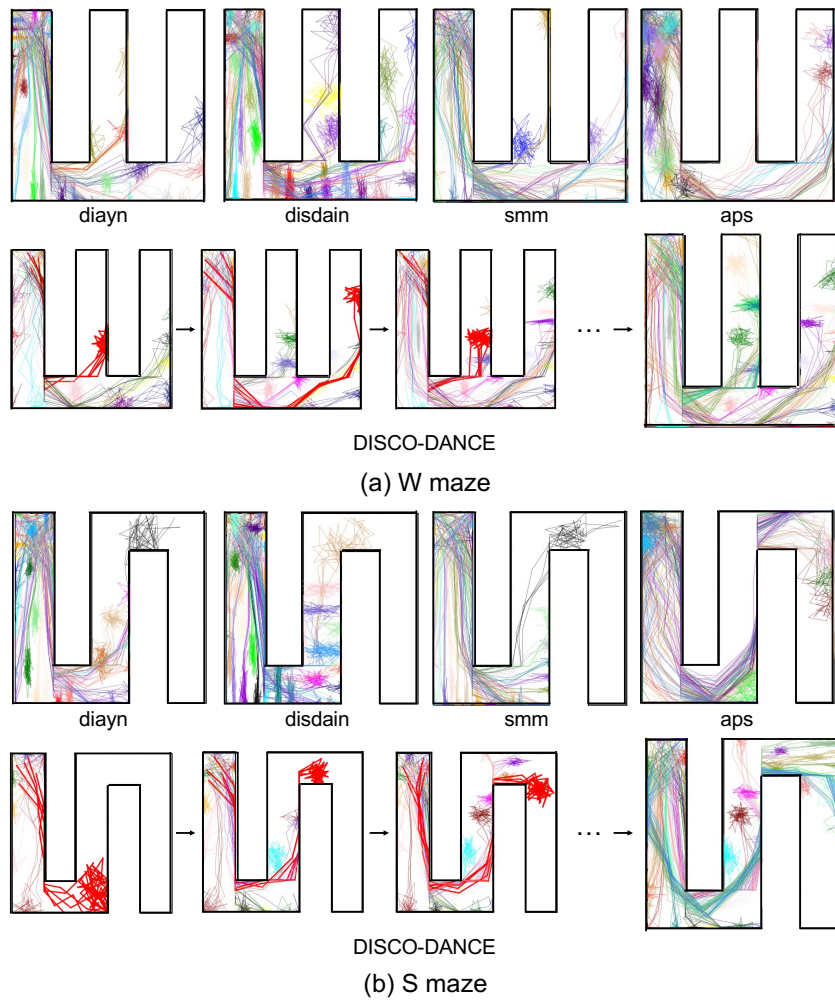 diayn disdain smm aps
...
DISCO-DANCE
(a) W maze
diayn disdain smm aps
...
DISCO-DANCE
(b) S maze